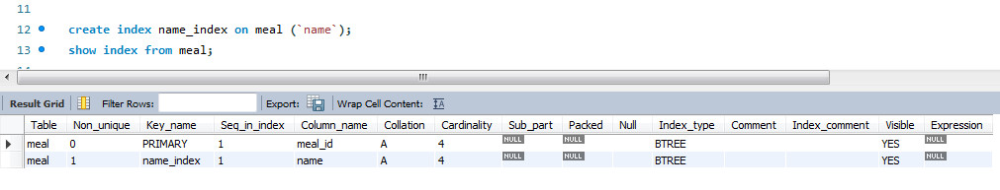 11
12 create index name_index on meal (`name`);
13 show index from meal;
Result Grid Filter Rows: Export: Wrap Cell Content: IA
Table Non_unique Key_name Seq_in_index Column_name Collation Cardinality Sub_part Packed Null Index_type Comment Index_comment Visible Expression
meal 0 PRIMARY 1 meal_id A 4 NULL NULL BTREE YES NULL
meal 1 name_index 1 name A 4 NULL NULL BTREE YES NULL